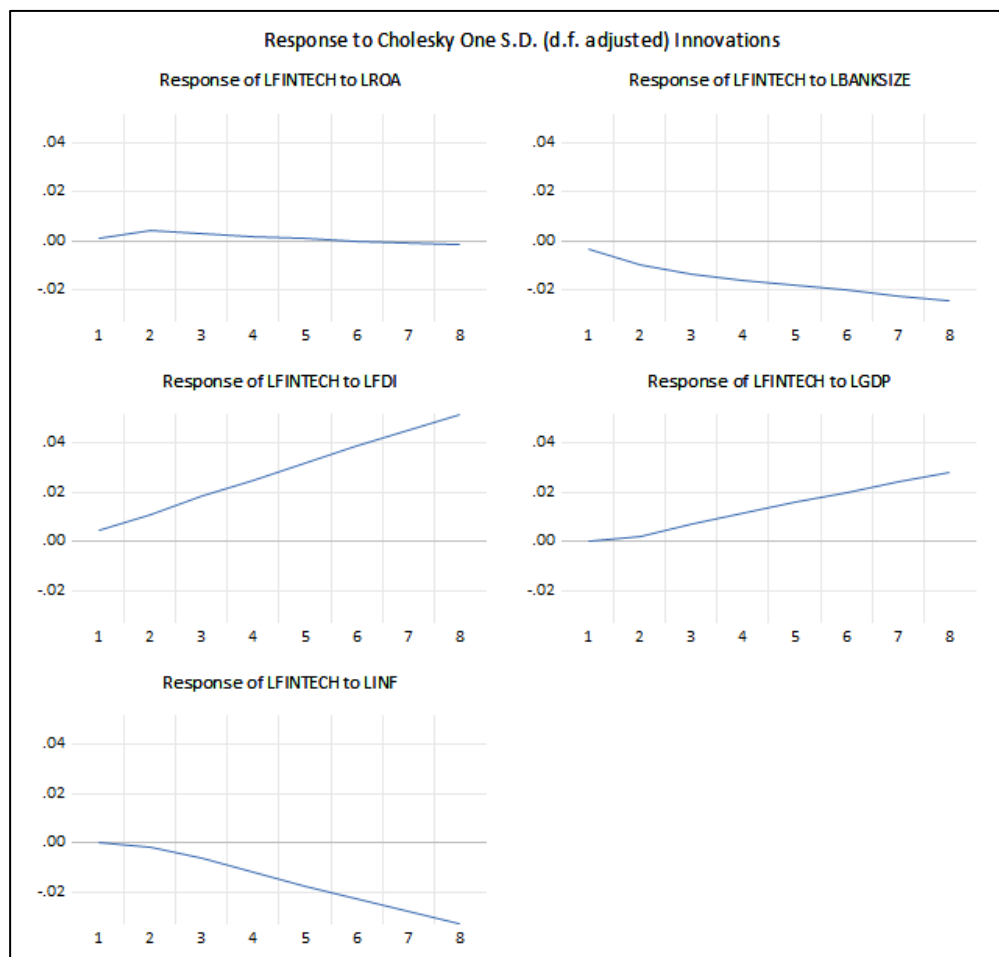 Response to Cholesky One S.D. (d.f. adjusted) Innovations
Response of LFINTECH to LROA
.04
.02
.00
-.02
1 2 3 4 5 6 7 8
Response of LFINTECH to LBANKSIZE
.04
.02
.00
-.02
1 2 3 4 5 6 7 8
Response of LFINTECH to LFDI
.04
.02
.00
-.02
1 2 3 4 5 6 7 8
Response of LFINTECH to LGDP
.04
.02
.00
-.02
1 2 3 4 5 6 7 8
Response of LFINTECH to LINF
.04
.02
.00
-.02
1 2 3 4 5 6 7 8